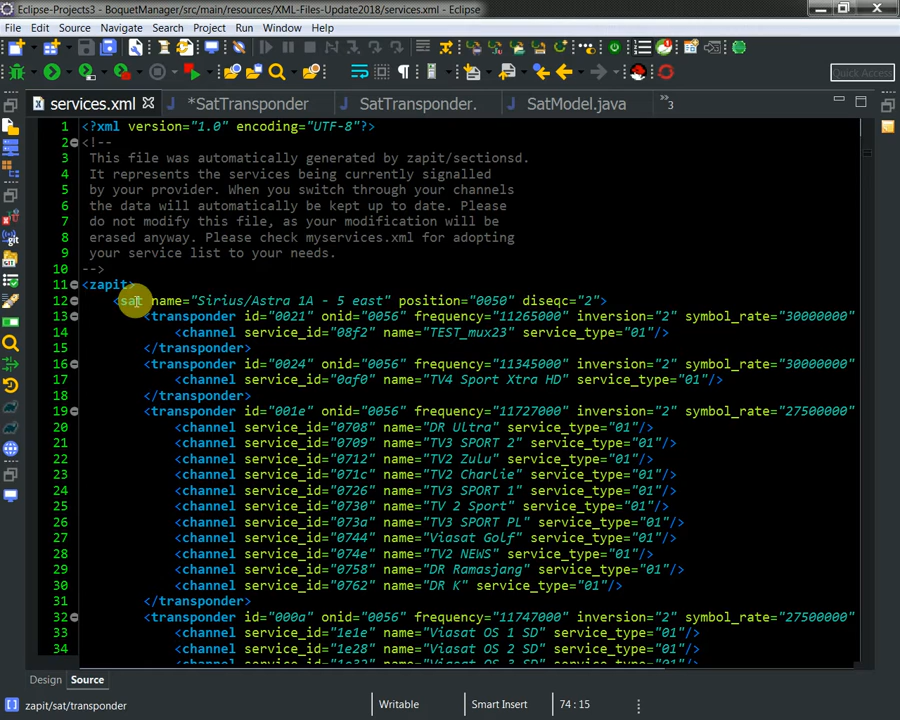 Eclipse-Projects3 - BoquetManager/src/main/resources/XML-Files-Update2018/services.xml - Eclipse
File Edit Source Navigate Search Project Run Window Help
Quick Access
services.xml *SatTransponder SatTransponder. SatModel.java »3
1 <?xml version="1.0" encoding="UTF-8"?>
2 <!--
3 This file was automatically generated by zapit/sectionsd.
4 It represents the services being currently signalled
5 by your provider. When you switch through your channels
6 the data will automatically be kept up to date. Please
7 do not modify this file, as your modification will be
8 erased anyway. Please check myservices.xml for adopting
9 your service list to your needs.
10 -->
11 <zapit>
12 <sat name="Sirius/Astra 1A - 5 east" position="0050" diseqc="2">
13 <transponder id="0021" onid="0056" frequency="11265000" inversion="2" symbol_rate="30000000"
14 <channel service_id="08f2" name="TEST_mux23" service_type="01"/>
15 </transponder>
16 <transponder id="0024" onid="0056" frequency="11345000" inversion="2" symbol_rate="30000000"
17 <channel service_id="0af0" name="TV4 Sport Xtra HD" service_type="01"/>
18 </transponder>
19 <transponder id="001e" onid="0056" frequency="11727000" inversion="2" symbol_rate="27500000"
20 <channel service_id="0708" name="DR Ultra" service_type="01"/>
21 <channel service_id="0709" name="TV3 SPORT 2" service_type="01"/>
22 <channel service_id="0712" name="TV2 Zulu" service_type="01"/>
23 <channel service_id="071c" name="TV2 Charlie" service_type="01"/>
24 <channel service_id="0726" name="TV3 SPORT 1" service_type="01"/>
25 <channel service_id="0730" name="TV 2 Sport" service_type="01"/>
26 <channel service_id="073a" name="TV3 SPORT PL" service_type="01"/>
27 <channel service_id="0744" name="Viasat Golf" service_type="01"/>
28 <channel service_id="074e" name="TV2 NEWS" service_type="01"/>
29 <channel service_id="0758" name="DR Ramasjang" service_type="01"/>
30 <channel service_id="0762" name="DR K" service_type="01"/>
31 </transponder>
32 <transponder id="000a" onid="0056" frequency="11747000" inversion="2" symbol_rate="27500000"
33 <channel service_id="1e1e" name="Viasat OS 1 SD" service_type="01"/>
34 <channel service_id="1e28" name="Viasat OS 2 SD" service_type="01"/>
<channel service_id="1e32" name="Viasat OS 3 SD" service_type="01"/>
Design Source
zapit/sat/transponder Writable Smart Insert 74 : 15